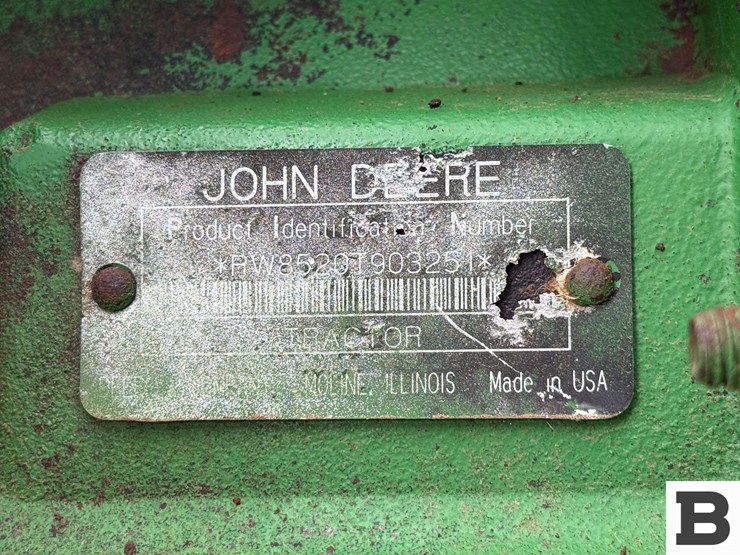 JOHN DEERE
Product Identification Number
*RW8520T903251*
TRACTOR
MOLINE, ILLINOIS Made in USA
B